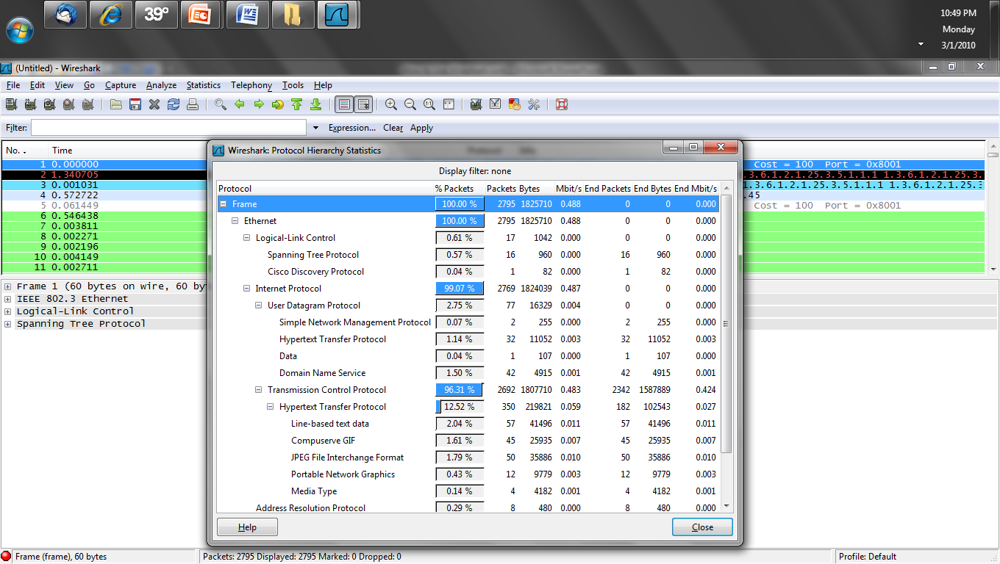 39°
10:49 PM
Monday
3/1/2010
(Untitled) - Wireshark
File Edit View Go Capture Analyze Statistics Telephony Tools Help
Filter: Expression... Clear Apply
No. . Time
1 0.000000 Cost = 100 Port = 0x8001
2 1.340705 .3.6.1.2.1.25.3.5.1.1.1 1.3.6.1.2.1.25.3.
3 0.001031 1.3.6.1.2.1.25.3.5.1.1.1 1.3.6.1.2.1.25.3.
4 0.572722 .45
5 0.061449 Cost = 100 Port = 0x8001
6 0.546438
7 0.003811
8 0.002271
9 0.002196
10 0.004149
11 0.002711
Frame 1 (60 bytes on wire, 60 by
IEEE 802.3 Ethernet
Logical-Link Control
Spanning Tree Protocol
Wireshark: Protocol Hierarchy Statistics
Display filter: none
Protocol % Packets Packets Bytes Mbit/s End Packets End Bytes End Mbit/s
Frame 100.00 % 2795 1825710 0.488 0 0 0.000
Ethernet 100.00 % 2795 1825710 0.488 0 0 0.000
Logical-Link Control 0.61 % 17 1042 0.000 0 0 0.000
Spanning Tree Protocol 0.57 % 16 960 0.000 16 960 0.000
Cisco Discovery Protocol 0.04 % 1 82 0.000 1 82 0.000
Internet Protocol 99.07 % 2769 1824039 0.487 0 0 0.000
User Datagram Protocol 2.75 % 77 16329 0.004 0 0 0.000
Simple Network Management Protocol 0.07 % 2 255 0.000 2 255 0.000
Hypertext Transfer Protocol 1.14 % 32 11052 0.003 32 11052 0.003
Data 0.04 % 1 107 0.000 1 107 0.000
Domain Name Service 1.50 % 42 4915 0.001 42 4915 0.001
Transmission Control Protocol 96.31 % 2692 1807710 0.483 2342 1587889 0.424
Hypertext Transfer Protocol 12.52 % 350 219821 0.059 182 102543 0.027
Line-based text data 2.04 % 57 41496 0.011 57 41496 0.011
Compuserve GIF 1.61 % 45 25935 0.007 45 25935 0.007
JPEG File Interchange Format 1.79 % 50 35886 0.010 50 35886 0.010
Portable Network Graphics 0.43 % 12 9779 0.003 12 9779 0.003
Media Type 0.14 % 4 4182 0.001 4 4182 0.001
Address Resolution Protocol 0.29 % 8 480 0.000 8 480 0.000
Help Close
Frame (frame), 60 bytes Packets: 2795 Displayed: 2795 Marked: 0 Dropped: 0 Profile: Default